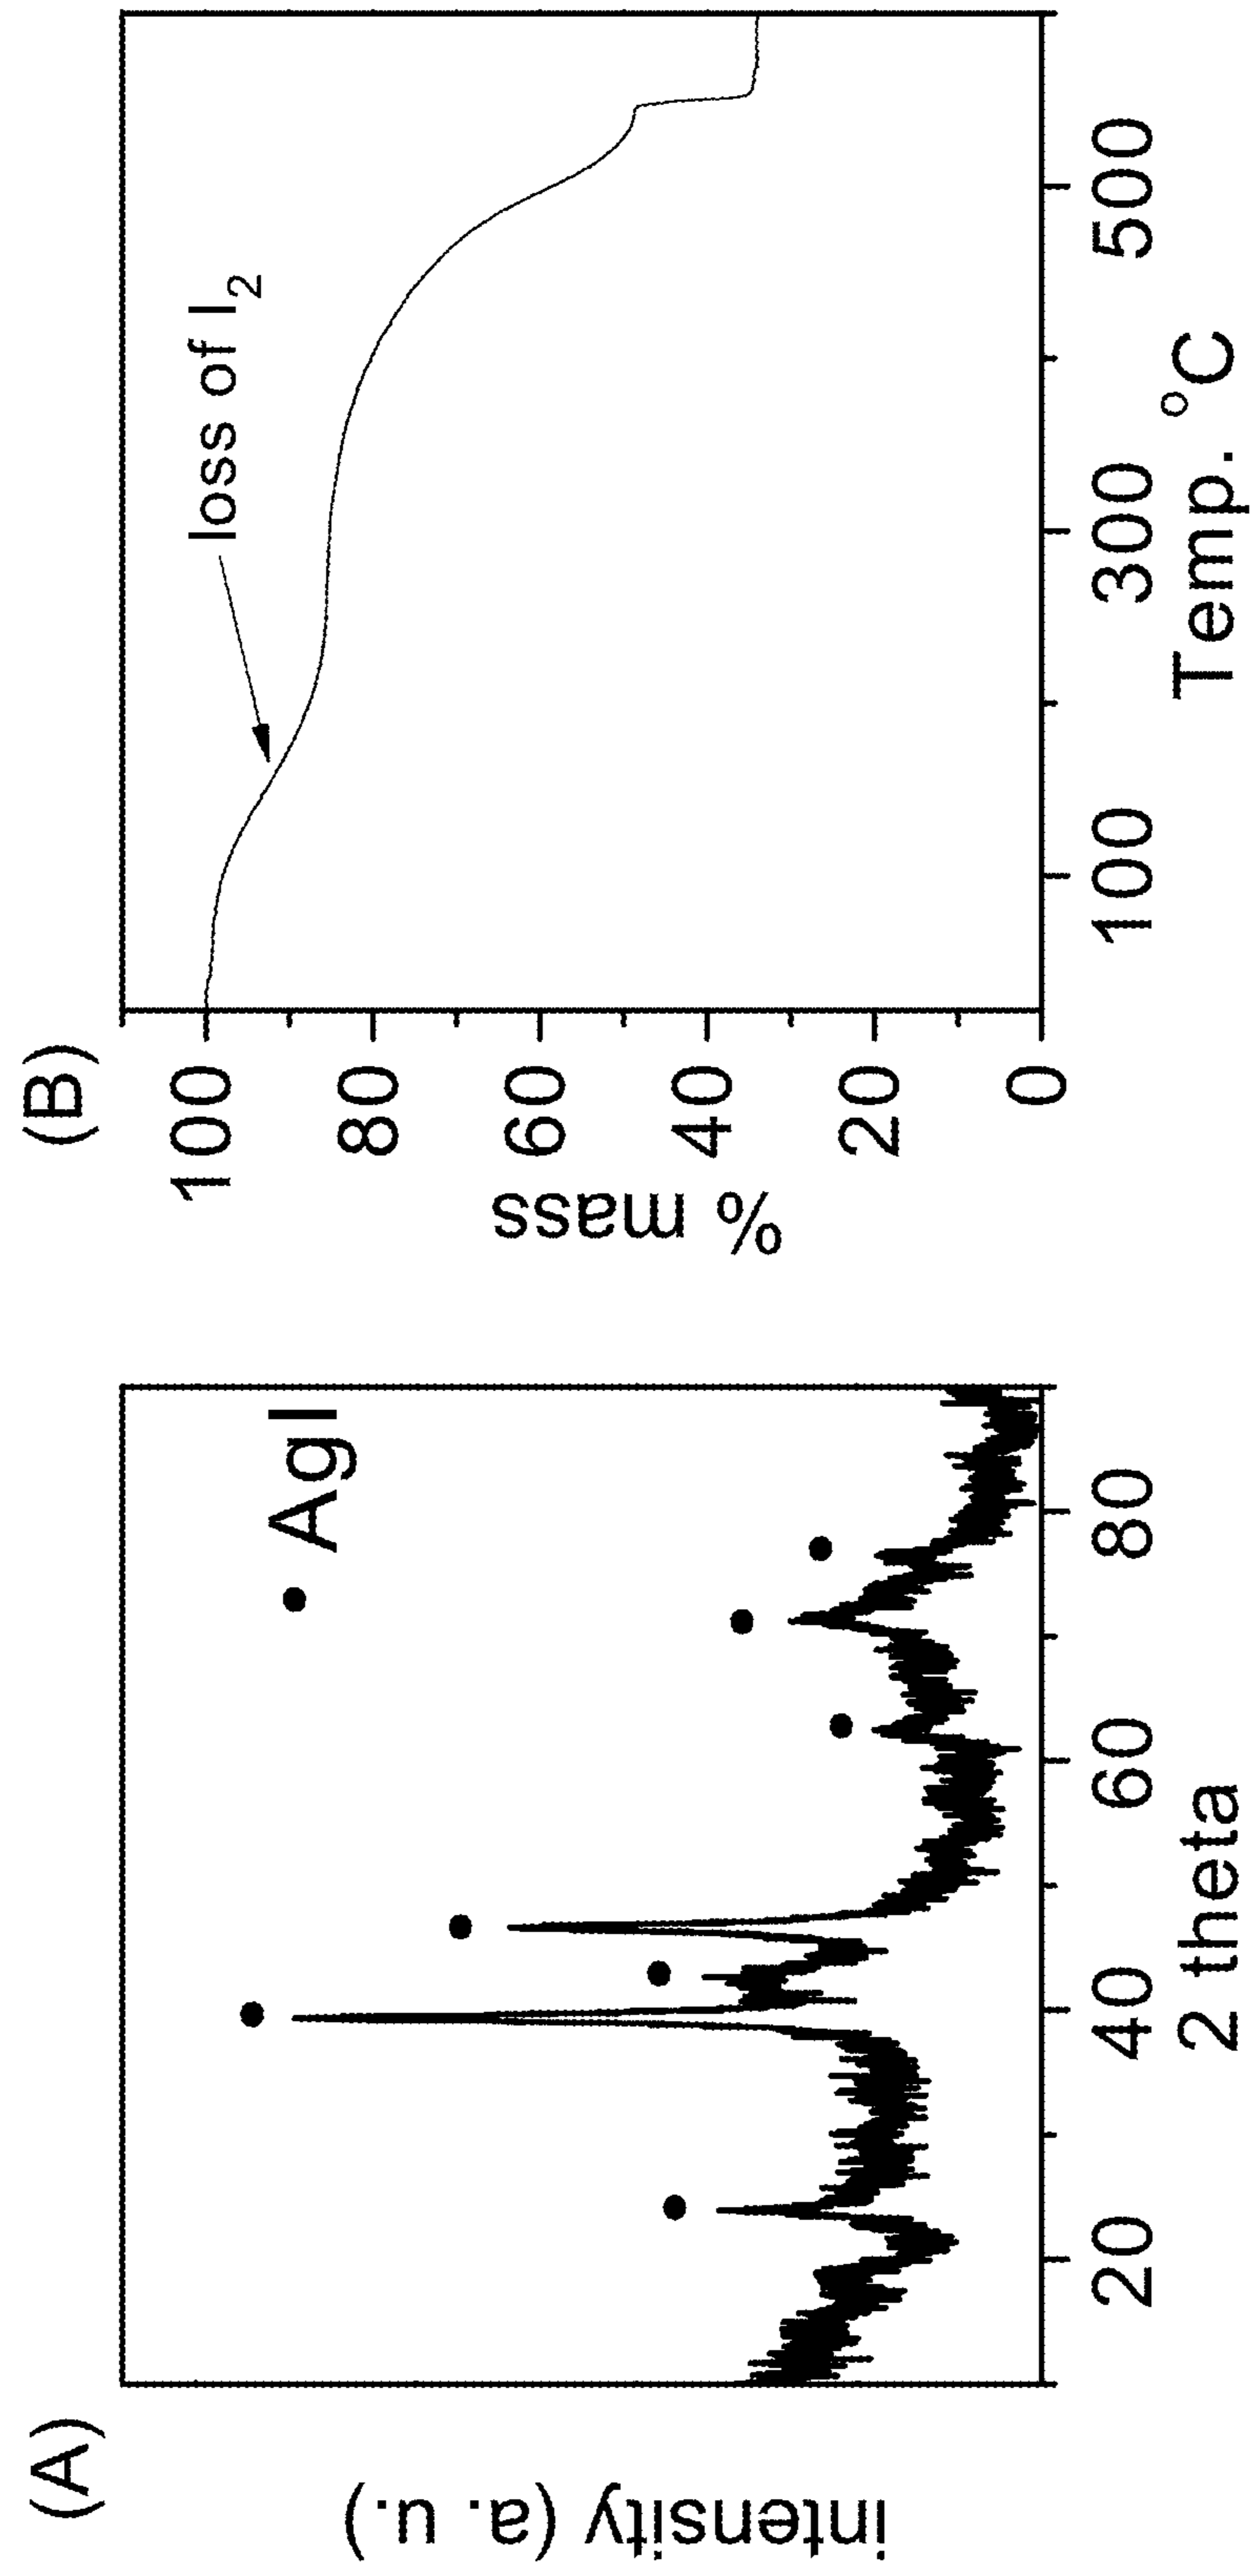 (A)
intensity (a. u.)
● AgI
20 40 60 80
2 theta
(B)
% mass
100
80
60
40
20
0
loss of I₂
100 300 500
Temp. °C